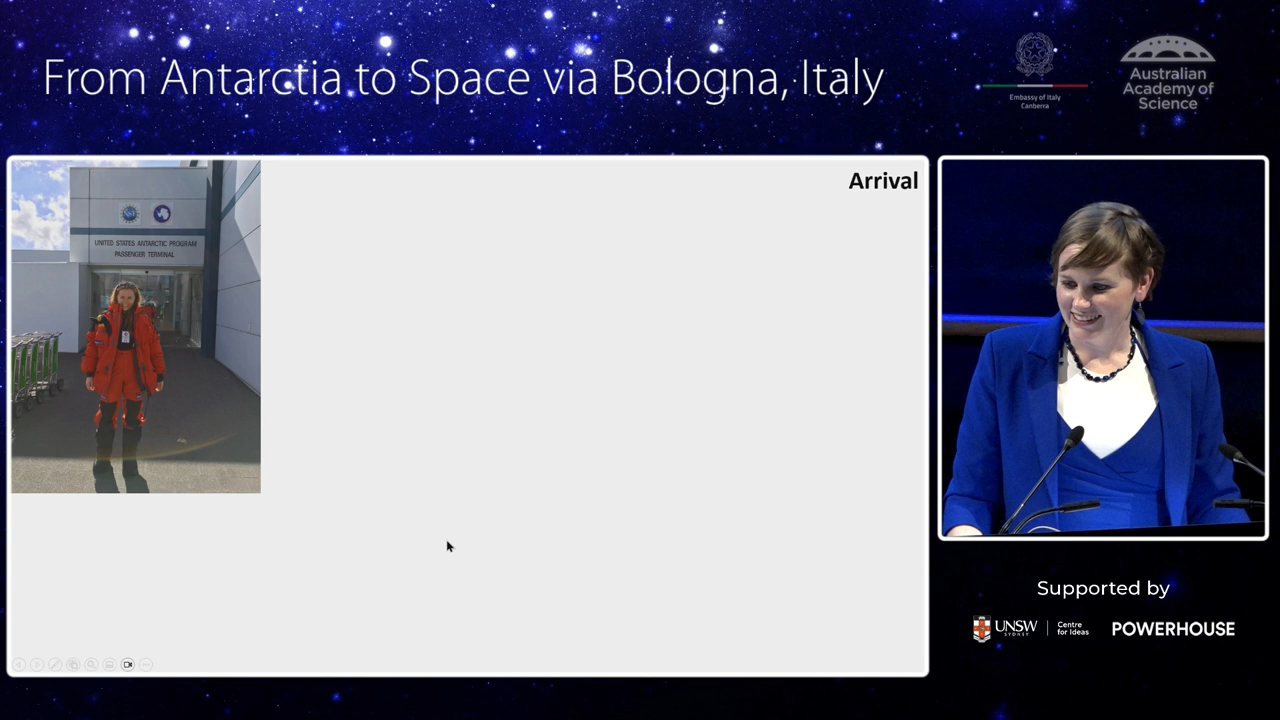 From Antarctia to Space via Bologna, Italy
Embassy of Italy
Canberra
Australian
Academy of
Science
Arrival
UNITED STATES ANTARCTIC PROGRAM
PASSENGER TERMINAL
Supported by
UNSW
SYDNEY
Centre
for Ideas
POWERHOUSE